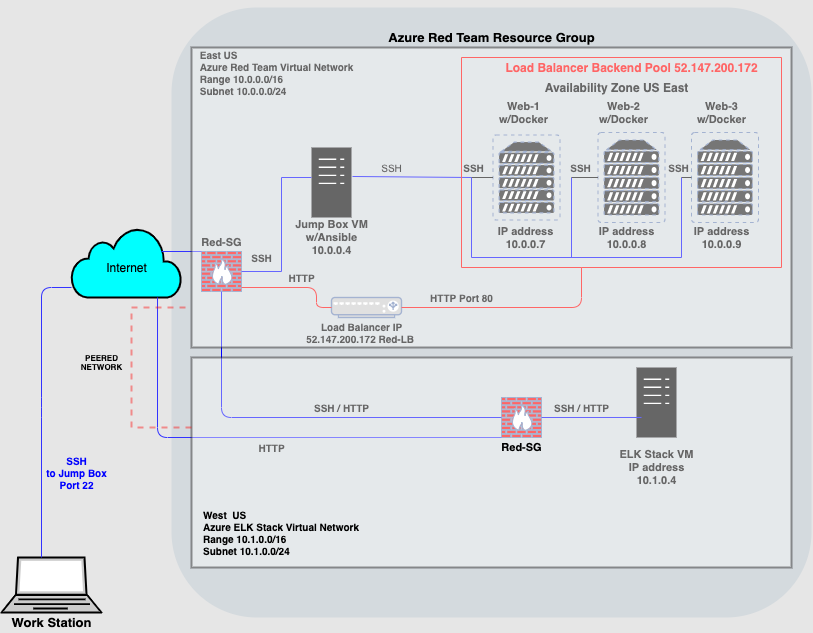 Azure Red Team Resource Group
East US
Azure Red Team Virtual Network
Range 10.0.0.0/16
Subnet 10.0.0.0/24
Load Balancer Backend Pool 52.147.200.172
Availability Zone US East
Web-1
w/Docker
Web-2
w/Docker
Web-3
w/Docker
SSH
SSH
SSH
SSH
IP address
10.0.0.7
IP address
10.0.0.8
IP address
10.0.0.9
Jump Box VM
w/Ansible
10.0.0.4
Red-SG
SSH
Internet
HTTP
HTTP Port 80
Load Balancer IP
52.147.200.172 Red-LB
PEERED
NETWORK
SSH / HTTP
SSH / HTTP
HTTP
Red-SG
ELK Stack VM
IP address
10.1.0.4
SSH
to Jump Box
Port 22
West  US
Azure ELK Stack Virtual Network
Range 10.1.0.0/16
Subnet 10.1.0.0/24
Work Station